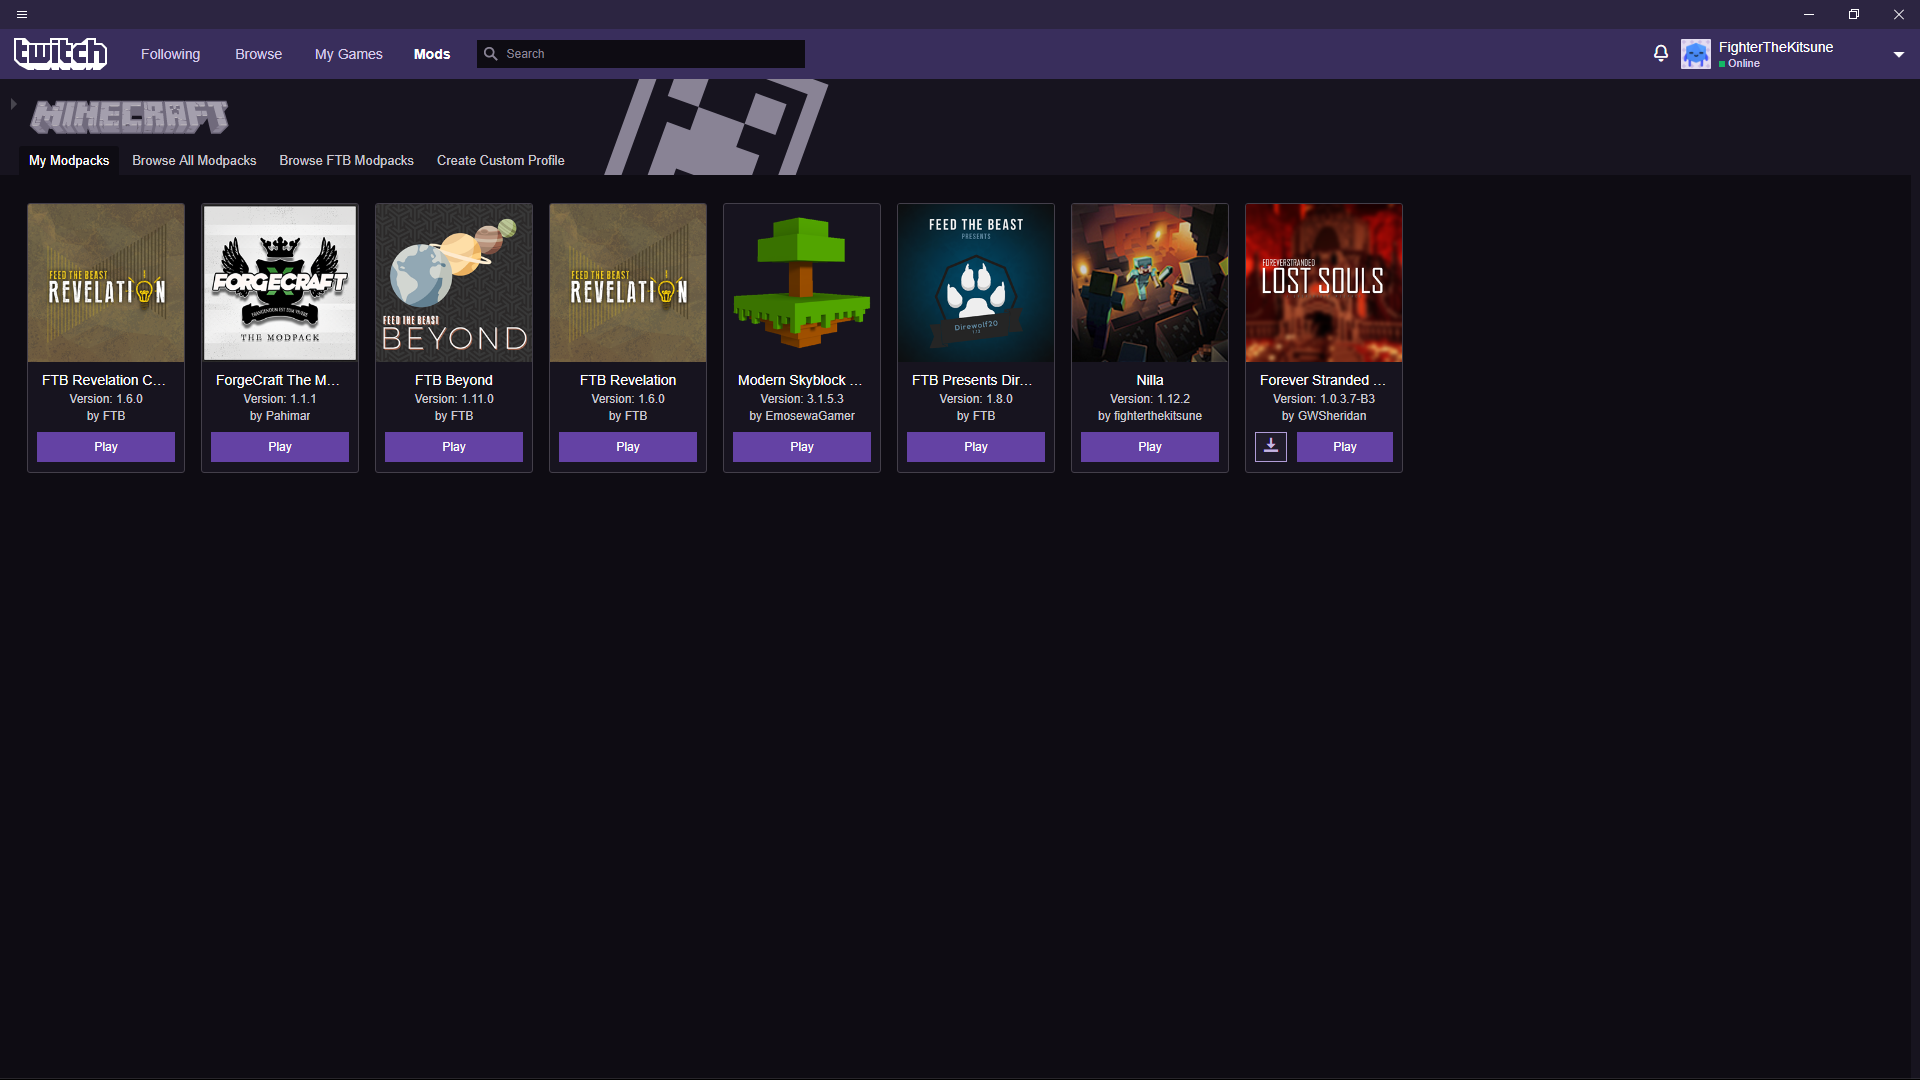 twitch
Following
Browse
My Games
Mods
Search
FighterTheKitsune
Online
MINECRAFT
My Modpacks
Browse All Modpacks
Browse FTB Modpacks
Create Custom Profile
FEED THE BEAST
REVELATION
FTB Revelation C...
Version: 1.6.0
by FTB
Play
FORGECRAFT
THE MODPACK
ForgeCraft The M...
Version: 1.1.1
by Pahimar
Play
FEED THE BEAST
BEYOND
FTB Beyond
Version: 1.11.0
by FTB
Play
FEED THE BEAST
REVELATION
FTB Revelation
Version: 1.6.0
by FTB
Play
Modern Skyblock ...
Version: 3.1.5.3
by EmosewaGamer
Play
FEED THE BEAST
PRESENTS
Direwolf20
1.12
FTB Presents Dir...
Version: 1.8.0
by FTB
Play
Nilla
Version: 1.12.2
by fighterthekitsune
Play
FOREVER STRANDED
LOST SOULS
Forever Stranded ...
Version: 1.0.3.7-B3
by GWSheridan
Play